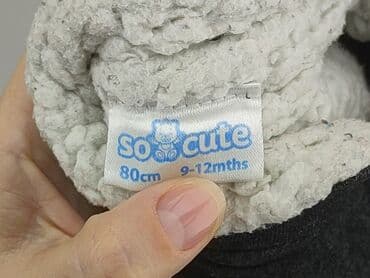 so cute
80cm 9-12mths